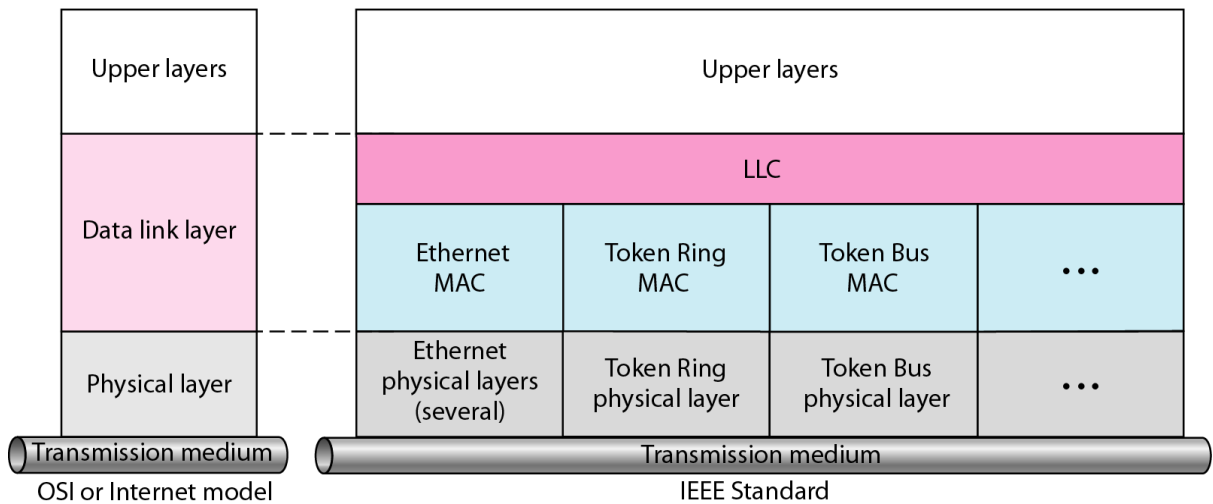 Upper layers
Upper layers
LLC
Data link layer
Ethernet
MAC
Token Ring
MAC
Token Bus
MAC
...
Physical layer
Ethernet
physical layers
(several)
Token Ring
physical layer
Token Bus
physical layer
...
Transmission medium
Transmission medium
OSI or Internet model
IEEE Standard